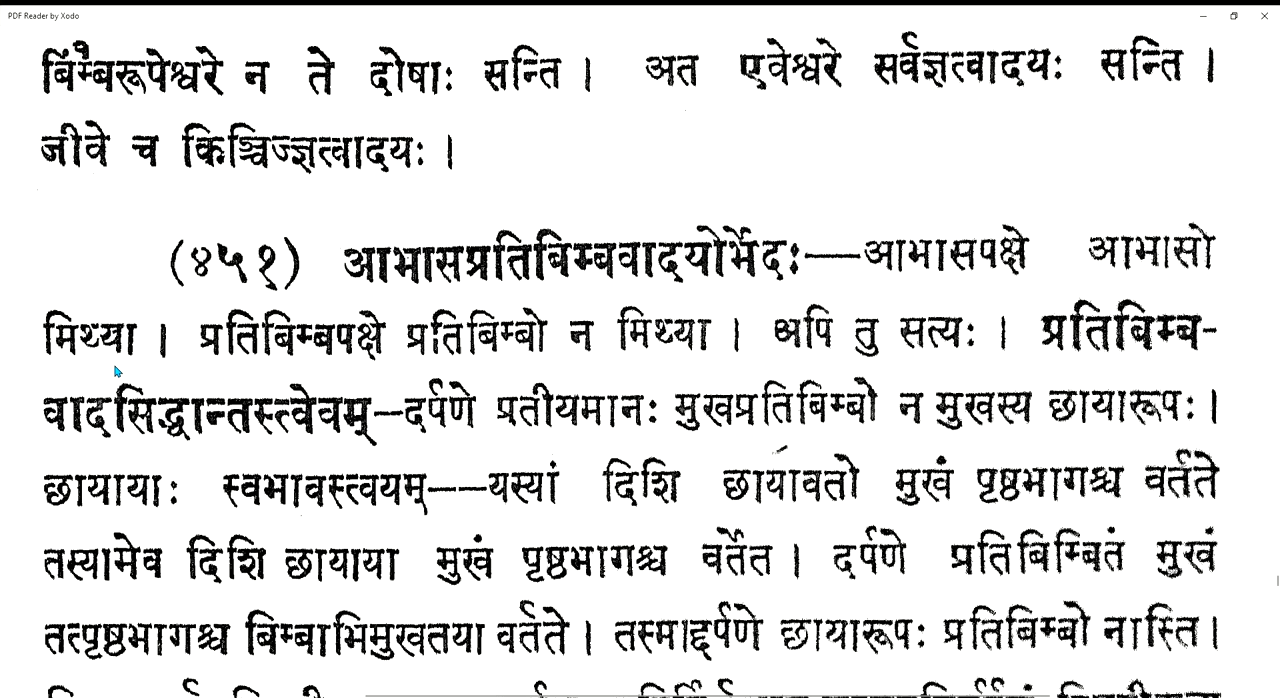 PDF Reader by Xodo
बिम्बरूपेश्वरे न ते दोषाः सन्ति । अत एवेश्वरे सर्वज्ञत्वादयः सन्ति ।
जीवे च किञ्चिज्ज्ञत्वादयः ।
(४५१) आभासप्रतिबिम्बवादयोर्भेदः——आभासपक्षे आभासो
मिथ्या । प्रतिबिम्बपक्षे प्रतिबिम्बो न मिथ्या । अपि तु सत्यः । प्रतिबिम्ब-
वादसिद्धान्तस्त्वेवम्—दर्पणे प्रतीयमानः मुखप्रतिबिम्बो न मुखस्य छायारूपः ।
छायायाः स्वभावस्त्वयम्——यस्यां दिशि छायावतो मुखं पृष्ठभागश्च वर्तते
तस्यामेव दिशि छायाया मुखं पृष्ठभागश्च वर्तेत । दर्पणे प्रतिबिम्बितं मुखं
तत्पृष्ठभागश्च बिम्बाभिमुखतया वर्तते । तस्माद्दर्पणे छायारूपः प्रतिबिम्बो नास्ति ।